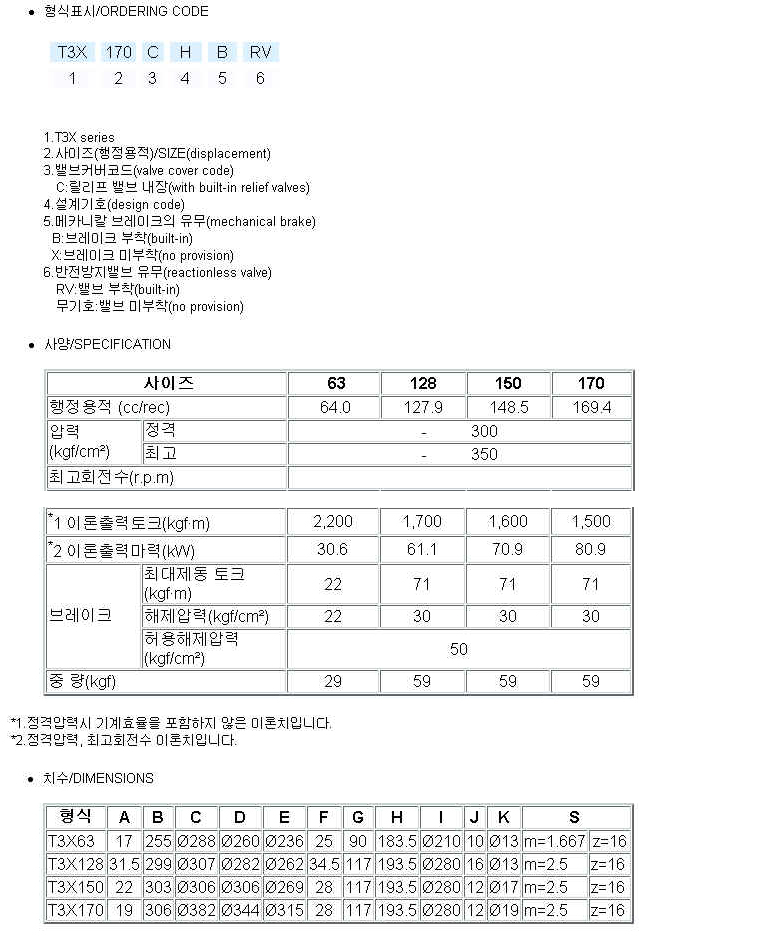 형식표시/ORDERING CODE
T3X 170 C H B RV
1 2 3 4 5 6
1.T3X series
2.사이즈(행정용적)/SIZE(displacement)
3.밸브커버코드(valve cover code)
C:릴리프 밸브 내장(with built-in relief valves)
4.설계기호(design code)
5.메카니칼 브레이크의 유무(mechanical brake)
B:브레이크 부착(built-in)
X:브레이크 미부착(no provision)
6.반전방지밸브 유무(reactionless valve)
RV:밸브 부착(built-in)
무기호:밸브 미부착(no provision)
사양/SPECIFICATION
사이즈 63 128 150 170
행정용적 (cc/rec) 64.0 127.9 148.5 169.4
압력 (kgf/cm²) 정격 - 300
최고 - 350
최고회전수(r.p.m)
*1 이론출력토크(kgf·m) 2,200 1,700 1,600 1,500
*2 이론출력마력(kW) 30.6 61.1 70.9 80.9
브레이크 최대제동 토크 (kgf·m) 22 71 71 71
해제압력(kgf/cm²) 22 30 30 30
허용해제압력 (kgf/cm²) 50
중 량(kgf) 29 59 59 59
*1.정격압력시 기계효율을 포함하지 않은 이론치입니다.
*2.정격압력, 최고회전수 이론치입니다.
치수/DIMENSIONS
형식 A B C D E F G H I J K S
T3X63 17 255 Ø288 Ø260 Ø236 25 90 183.5 Ø210 10 Ø13 m=1.667 z=16
T3X128 31.5 299 Ø307 Ø282 Ø262 34.5 117 193.5 Ø280 16 Ø13 m=2.5 z=16
T3X150 22 303 Ø306 Ø306 Ø269 28 117 193.5 Ø280 12 Ø17 m=2.5 z=16
T3X170 19 306 Ø382 Ø344 Ø315 28 117 193.5 Ø280 12 Ø19 m=2.5 z=16